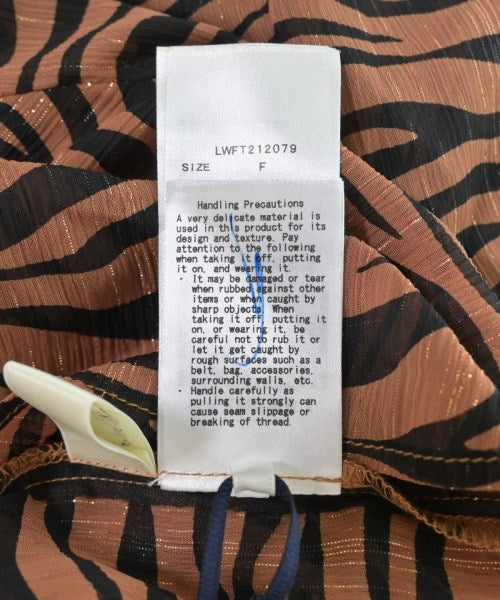 LWFT212079
SIZE F
Handling Precautions
A very delicate material is
used in this product for its
design and texture. Pay
attention to the following
when taking it off, putting
it on, and wearing it.
· It may be damaged or tear
when rubbed against other
items or when caught by
sharp objects. When
taking it off, putting it
on, or wearing it, be
careful not to rub it or
let it get caught by
rough surfaces such as a
belt, bag, accessories,
surrounding walls, etc.
· Handle carefully as
pulling it strongly can
cause seam slippage or
breaking of thread.